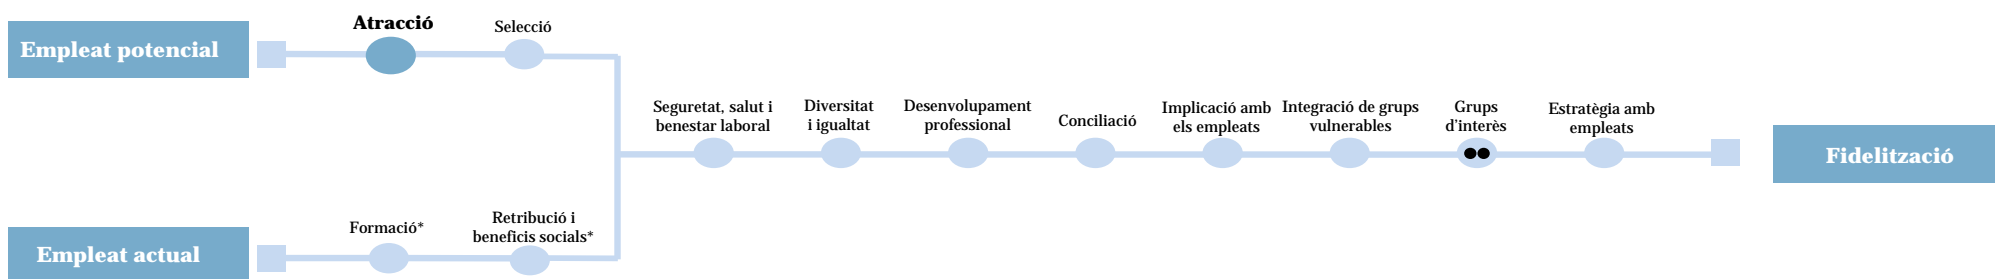 Empleat potencial
Atracció
Selecció
Seguretat, salut i
benestar laboral
Diversitat
i igualtat
Desenvolupament
professional
Conciliació
Implicació amb
els empleats
Integració de grups
vulnerables
Grups
d'interès
Estratègia amb
empleats
Fidelització
Empleat actual
Formació*
Retribució i
beneficis socials*